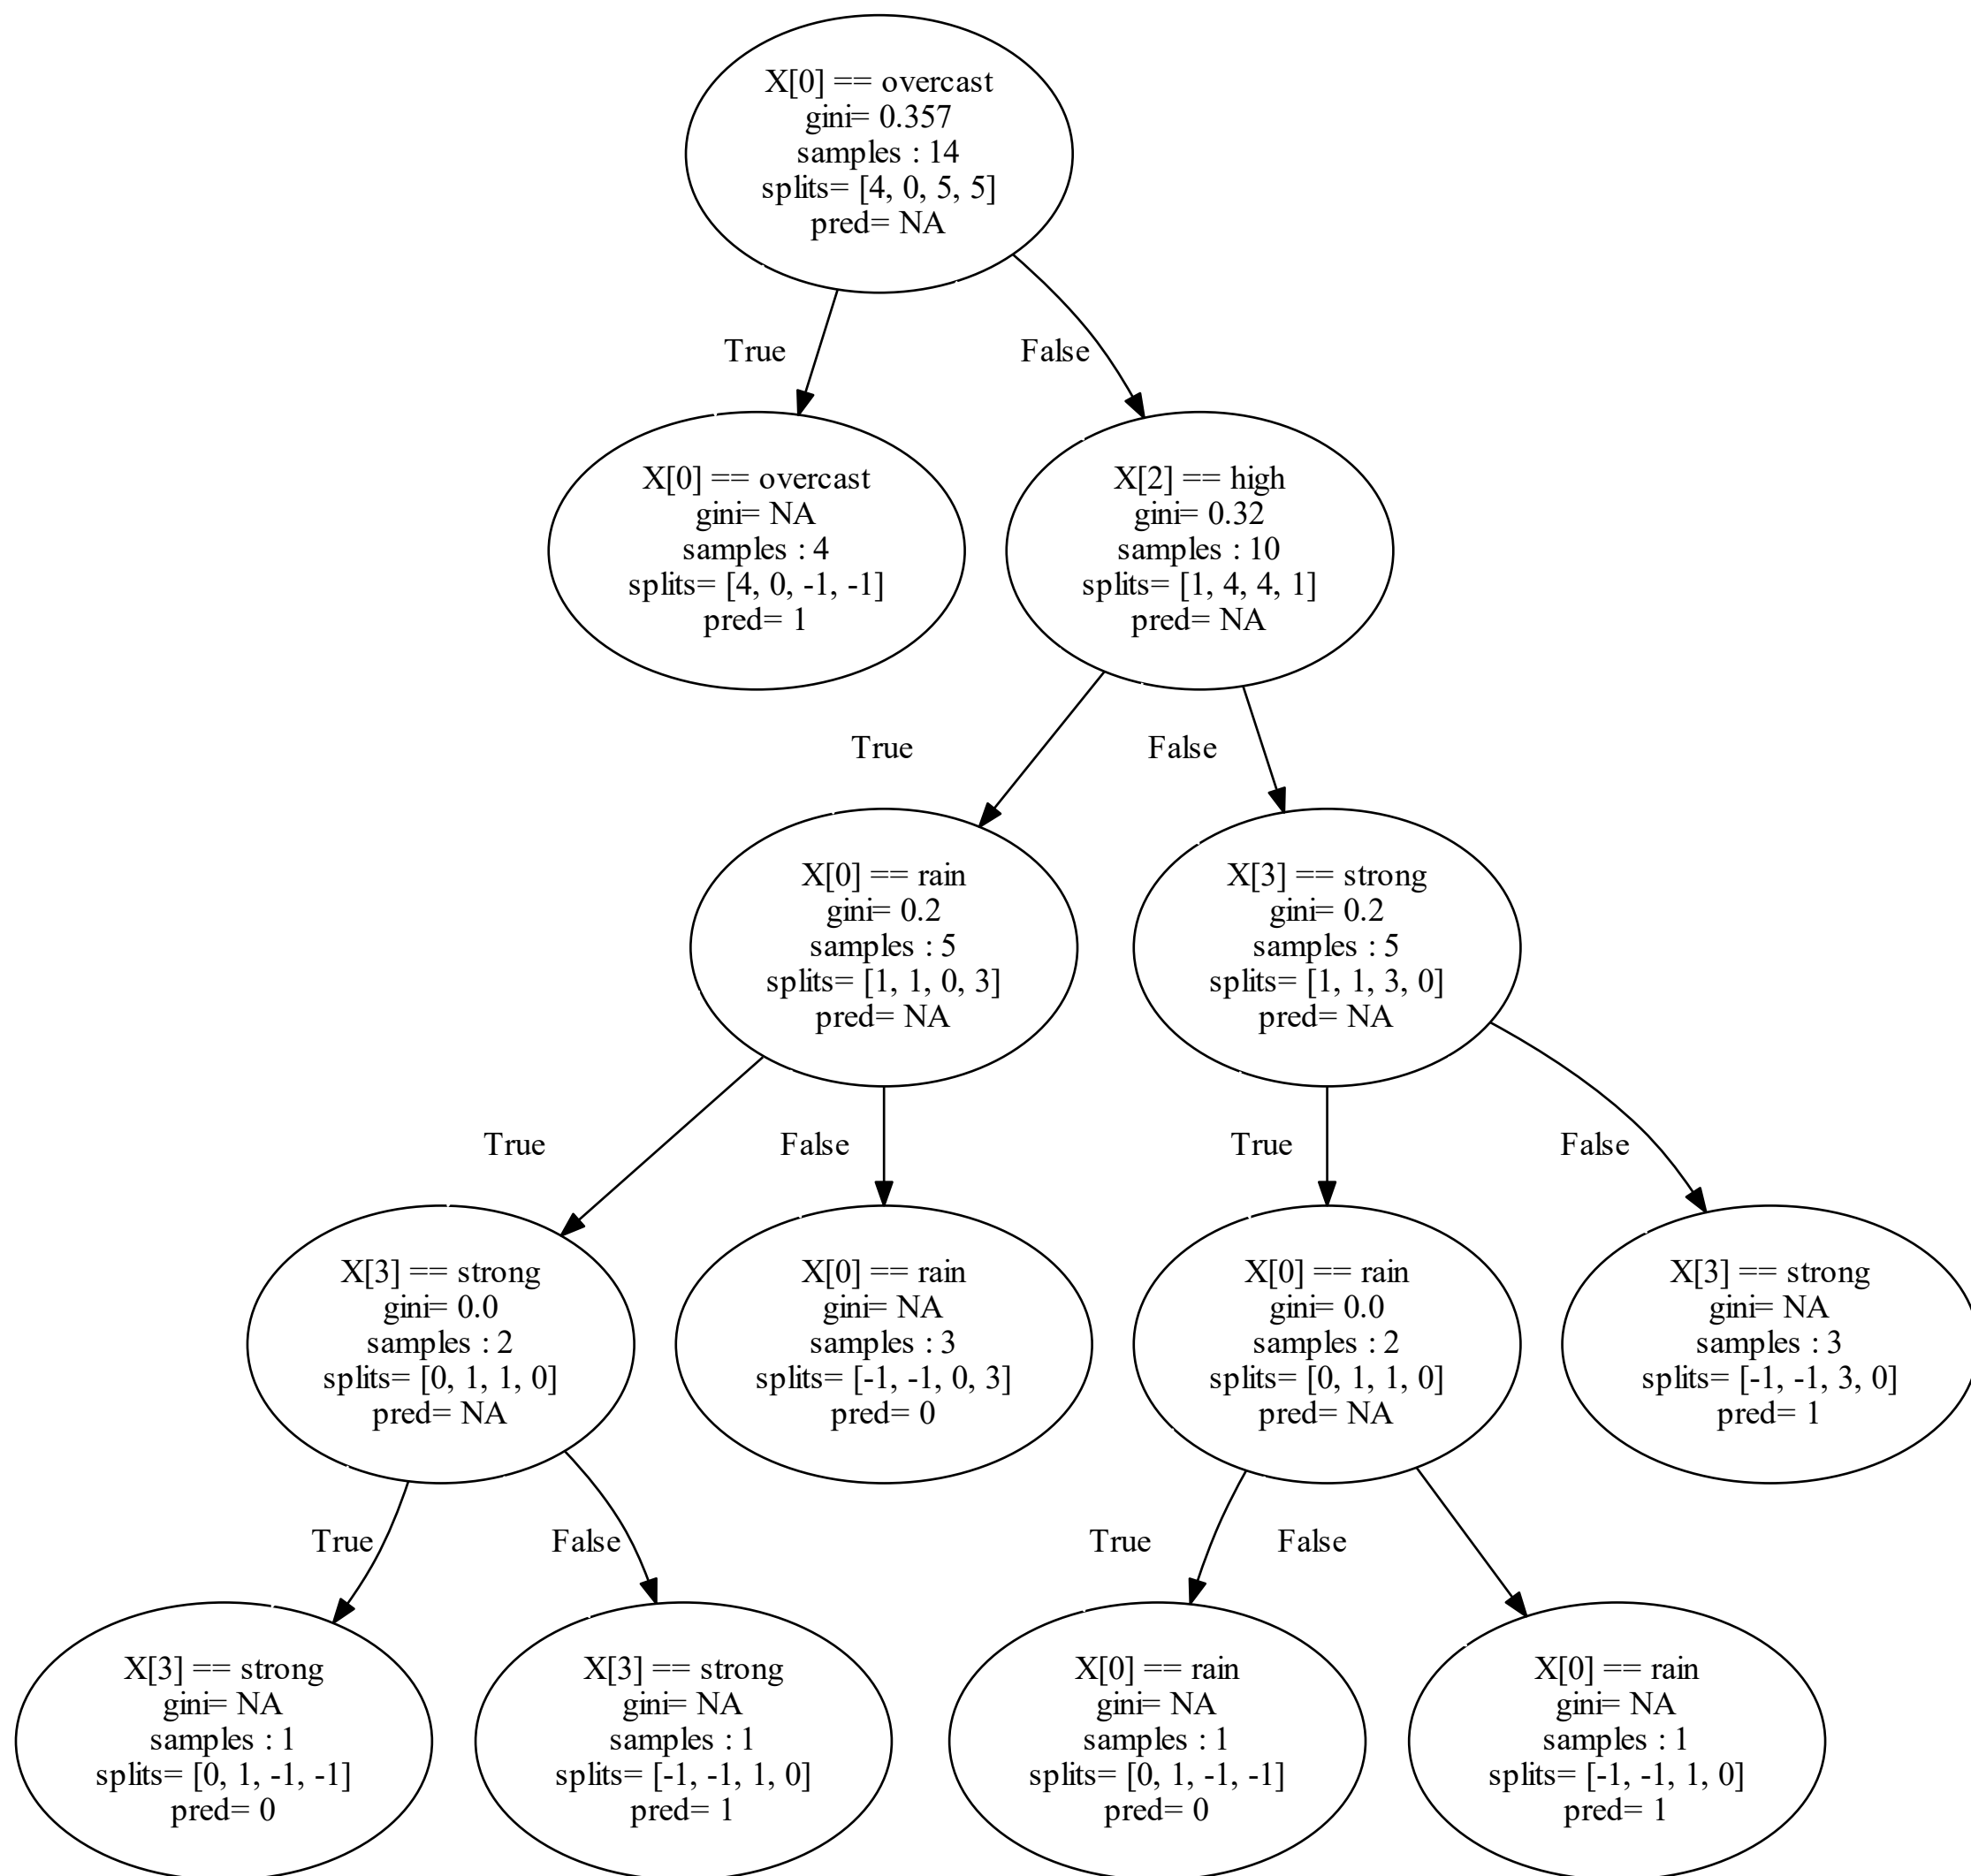 X[0] == overcast
gini= 0.357
samples : 14
splits= [4, 0, 5, 5]
pred= NA
True
False
X[0] == overcast
gini= NA
samples : 4
splits= [4, 0, -1, -1]
pred= 1
X[2] == high
gini= 0.32
samples : 10
splits= [1, 4, 4, 1]
pred= NA
True
False
X[0] == rain
gini= 0.2
samples : 5
splits= [1, 1, 0, 3]
pred= NA
X[3] == strong
gini= 0.2
samples : 5
splits= [1, 1, 3, 0]
pred= NA
True
False
True
False
X[3] == strong
gini= 0.0
samples : 2
splits= [0, 1, 1, 0]
pred= NA
X[0] == rain
gini= NA
samples : 3
splits= [-1, -1, 0, 3]
pred= 0
X[0] == rain
gini= 0.0
samples : 2
splits= [0, 1, 1, 0]
pred= NA
X[3] == strong
gini= NA
samples : 3
splits= [-1, -1, 3, 0]
pred= 1
True
False
True
False
X[3] == strong
gini= NA
samples : 1
splits= [0, 1, -1, -1]
pred= 0
X[3] == strong
gini= NA
samples : 1
splits= [-1, -1, 1, 0]
pred= 1
X[0] == rain
gini= NA
samples : 1
splits= [0, 1, -1, -1]
pred= 0
X[0] == rain
gini= NA
samples : 1
splits= [-1, -1, 1, 0]
pred= 1